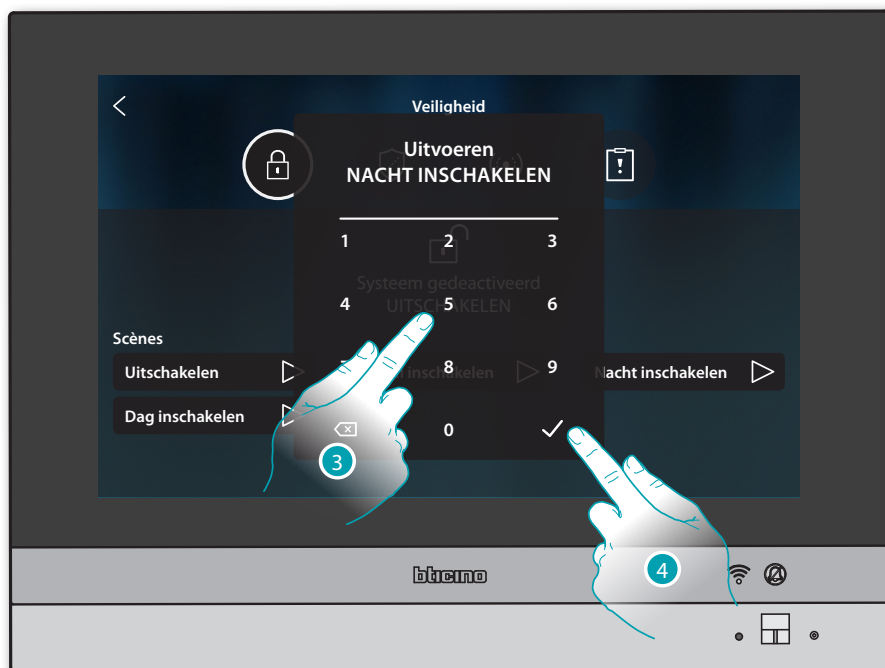 Veiligheid
Uitvoeren
NACHT INSCHAKELEN
1 2 3
Systeem gedeactiveerd
UITSCHAKELEN
4 5 6
Scènes
Uitschakelen
inschakelen
8 9
Nacht inschakelen
Dag inschakelen
0
3
4
bticino